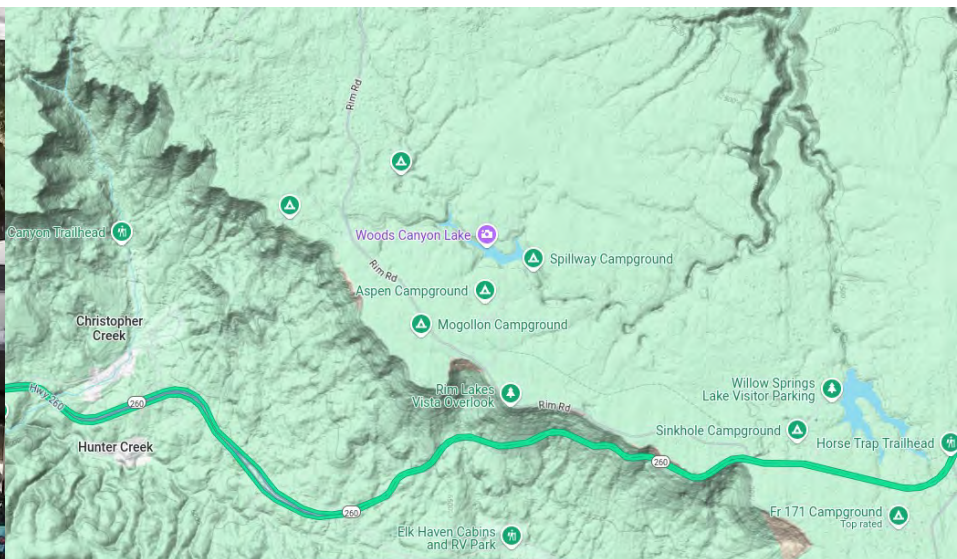 Rim Rd
Canyon Trailhead
Woods Canyon Lake
Spillway Campground
Rim Rd
Aspen Campground
Mogollon Campground
Christopher
Creek
Rim Lakes
Vista Overlook
Rim Rd
Willow Springs
Lake Visitor Parking
Hwy 260
260
Sinkhole Campground
Horse Trap Trailhead
Hunter Creek
260
260
Fr 171 Campground
Top rated
Elk Haven Cabins
and RV Park